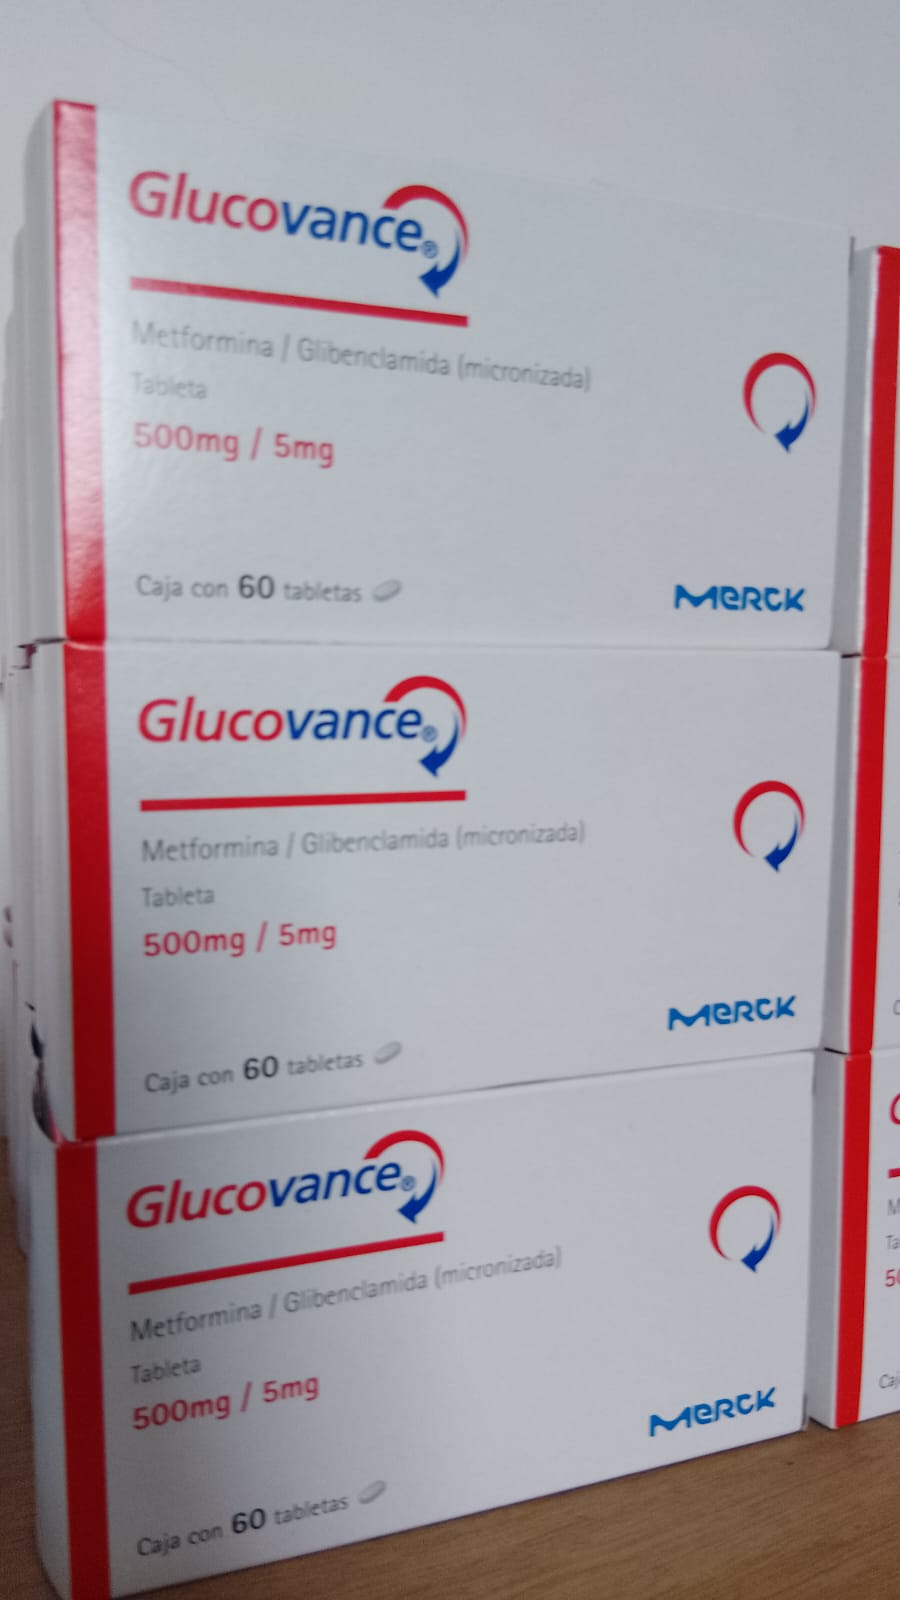 Glucovance®
Metformina / Glibenclamida (micronizada)
Tableta
500mg / 5mg
Caja con 60 tabletas
MERCK
Glucovance®
Metformina / Glibenclamida (micronizada)
Tableta
500mg / 5mg
Caja con 60 tabletas
MERCK
Glucovance®
Metformina / Glibenclamida (micronizada)
Tableta
500mg / 5mg
Caja con 60 tabletas
MERCK